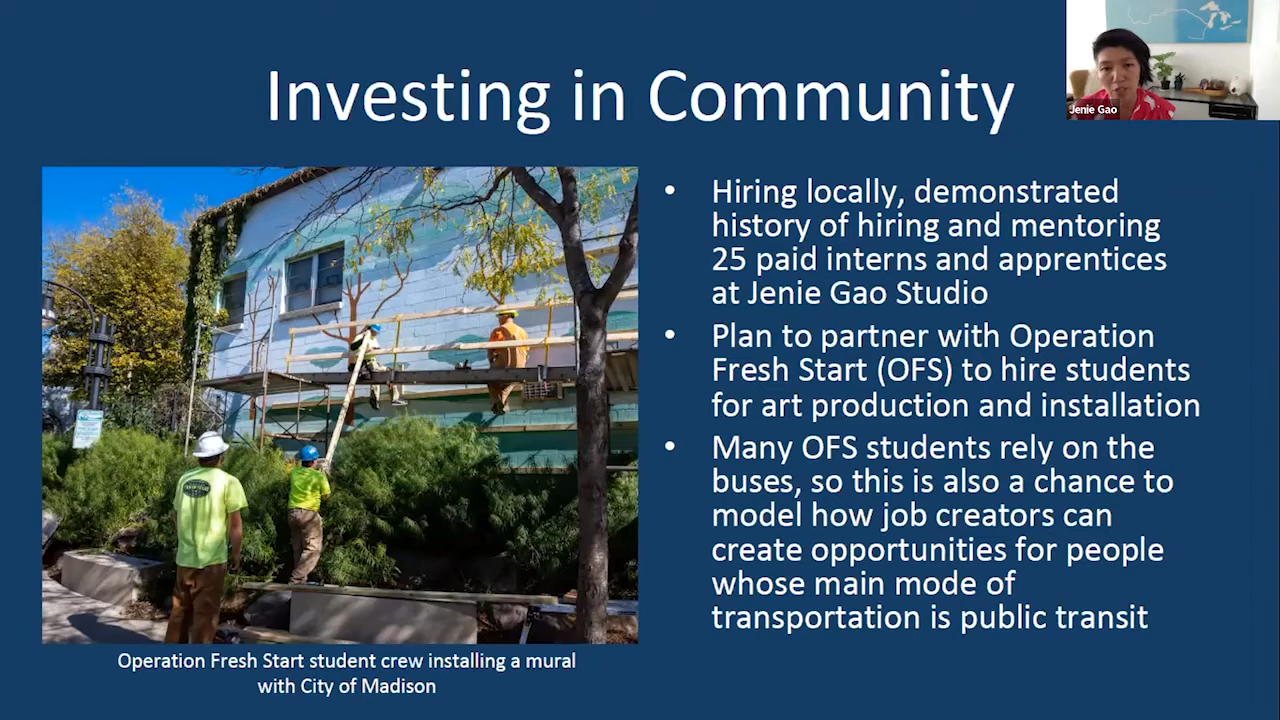 Investing in Community
Jenie Gao
• Hiring locally, demonstrated
history of hiring and mentoring
25 paid interns and apprentices
at Jenie Gao Studio
• Plan to partner with Operation
Fresh Start (OFS) to hire students
for art production and installation
• Many OFS students rely on the
buses, so this is also a chance to
model how job creators can
create opportunities for people
whose main mode of
transportation is public transit
Operation Fresh Start student crew installing a mural
with City of Madison